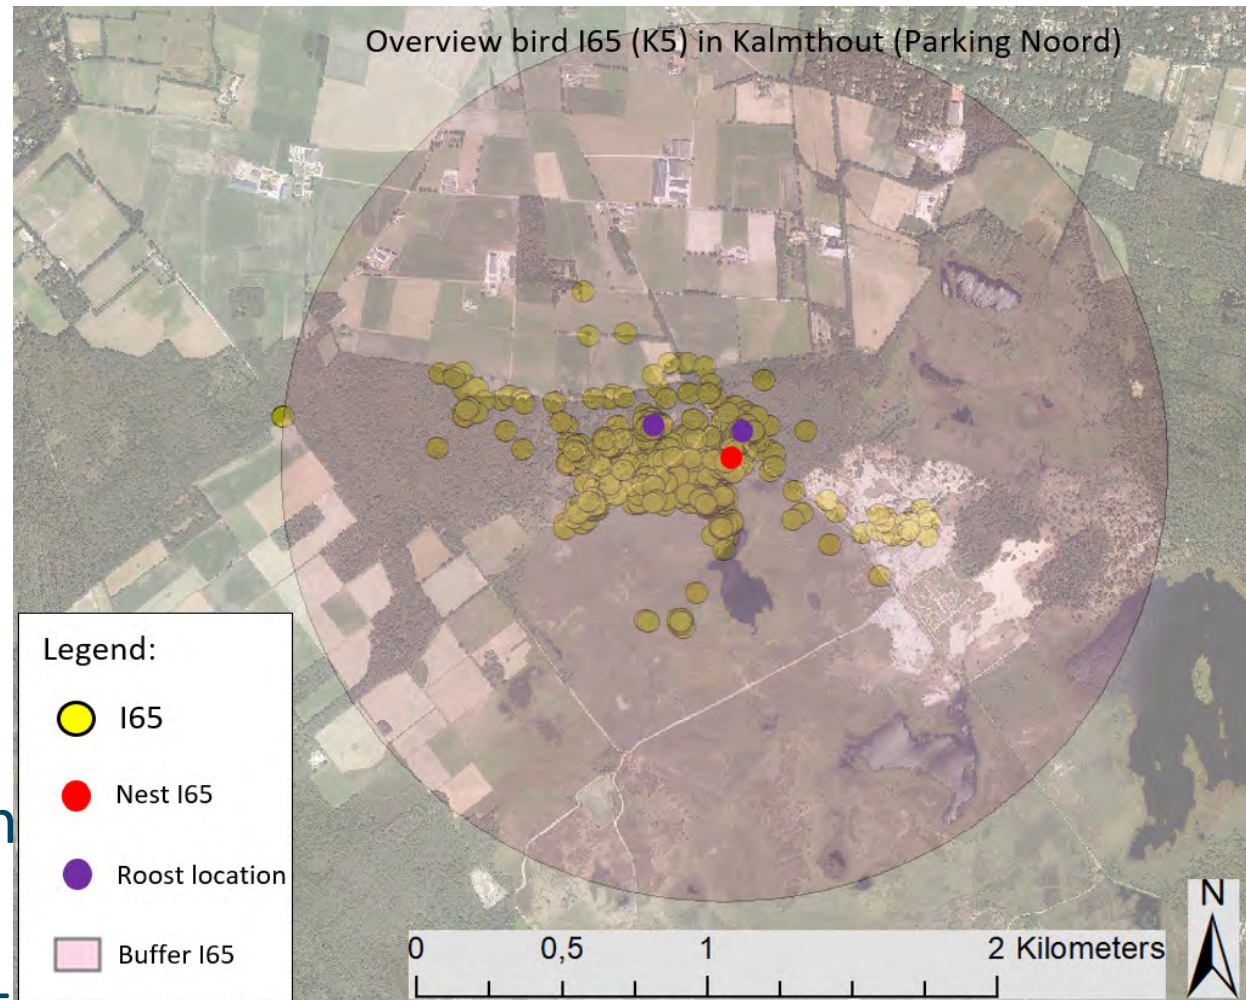 Overview bird I65 (K5) in Kalmthout (Parking Noord)
Legend:
I65
Nest I65
Roost location
Buffer I65
n
0 0,5 1 2 Kilometers
N